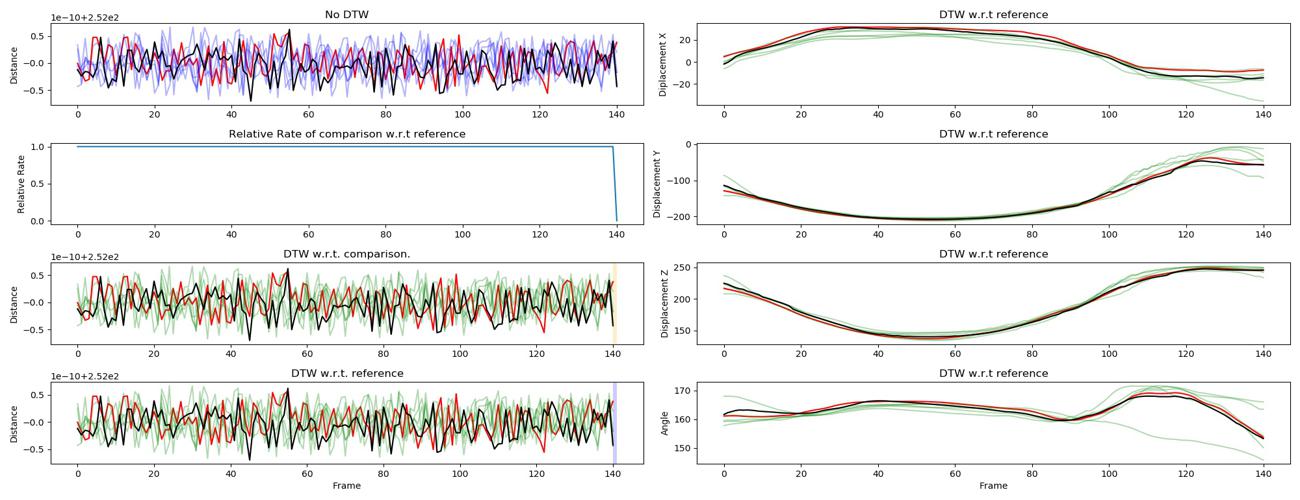 No DTW
1e−10+2.52e2
Distance
0.5
−0.0
−0.5
0 20 40 60 80 100 120 140
Relative Rate of comparison w.r.t reference
Relative Rate
1.0
0.5
0.0
0 20 40 60 80 100 120 140
DTW w.r.t. comparison.
1e−10+2.52e2
Distance
0.5
−0.0
−0.5
0 20 40 60 80 100 120 140
DTW w.r.t. reference
1e−10+2.52e2
Distance
0.5
−0.0
−0.5
0 20 40 60 80 100 120 140
Frame
DTW w.r.t reference
Diplacement X
20
0
−20
0 20 40 60 80 100 120 140
DTW w.r.t reference
Displacement Y
0
−100
−200
0 20 40 60 80 100 120 140
DTW w.r.t reference
Displacement Z
250
200
150
0 20 40 60 80 100 120 140
DTW w.r.t reference
Angle
170
160
150
0 20 40 60 80 100 120 140
Frame